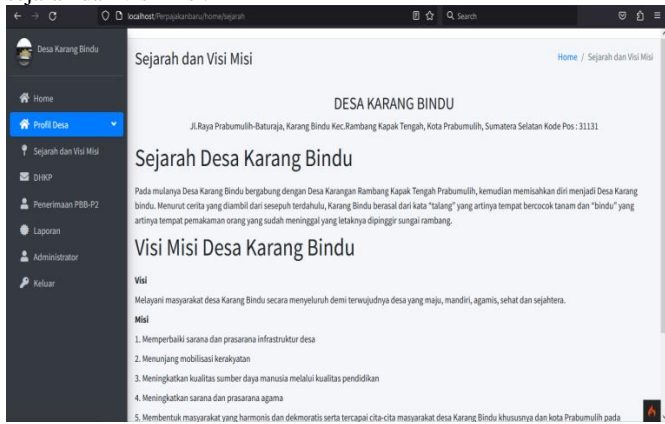 localhost/Perpajakanbaru/home/sejarah
Search
Desa Karang Bindu
Home
Profil Desa
Sejarah dan Visi Misi
DHKP
Penerimaan PBB-P2
Laporan
Administrator
Keluar
Sejarah dan Visi Misi
Home / Sejarah dan Visi Misi
DESA KARANG BINDU
Jl.Raya Prabumulih-Baturaja, Karang Bindu Kec.Rambang Kapak Tengah, Kota Prabumulih, Sumatera Selatan Kode Pos : 31131
Sejarah Desa Karang Bindu
Pada mulanya Desa Karang Bindu bergabung dengan Desa Karangan Rambang Kapak Tengah Prabumulih, kemudian memisahkan diri menjadi Desa Karang
bindu. Menurut cerita yang diambil dari sesepuh terdahulu, Karang Bindu berasal dari kata "talang" yang artinya tempat bercocok tanam dan "bindu" yang
artinya tempat pemakaman orang yang sudah meninggal yang letaknya dipinggir sungai rambang.
Visi Misi Desa Karang Bindu
Visi
Melayani masyarakat desa Karang Bindu secara menyeluruh demi terwujudnya desa yang maju, mandiri, agamis, sehat dan sejahtera.
Misi
1. Memperbaiki sarana dan prasarana infrastruktur desa
2. Menunjang mobilisasi kerakyatan
3. Meningkatkan kualitas sumber daya manusia melalui kualitas pendidikan
4. Meningkatkan sarana dan prasarana agama
5. Membentuk masyarakat yang harmonis dan dekmoratis serta tercapai cita-cita masyarakat desa Karang Bindu khususnya dan kota Prabumulih pada